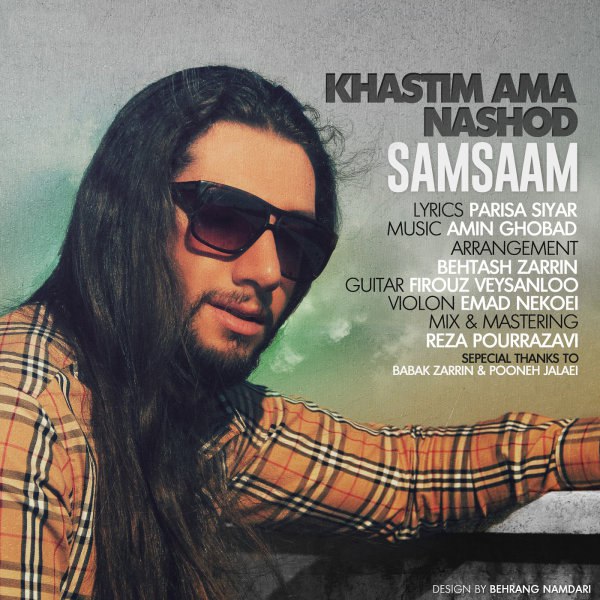 KHASTIM AMA
NASHOD
SAMSAAM
LYRICS PARISA SIYAR
MUSIC AMIN GHOBAD
ARRANGEMENT
BEHTASH ZARRIN
GUITAR FIROUZ VEYSANLOO
VIOLON EMAD NEKOEI
MIX & MASTERING
REZA POURRAZAVI
SEPECIAL THANKS TO
BABAK ZARRIN & POONEH JALAEI
DESIGN BY BEHRANG NAMDARI